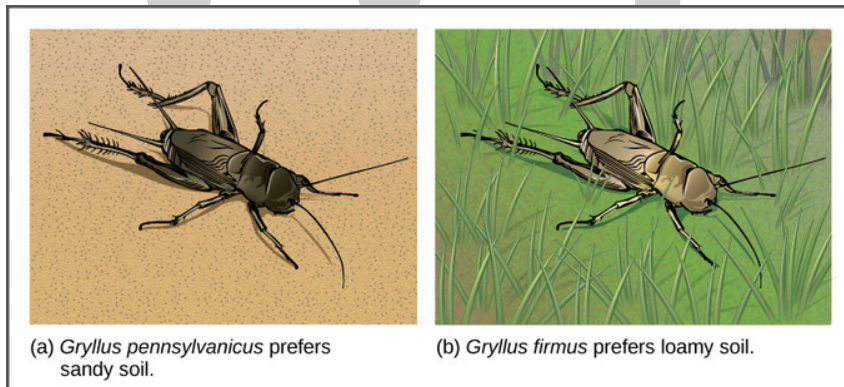 (a) Gryllus pennsylvanicus prefers
sandy soil.
(b) Gryllus firmus prefers loamy soil.